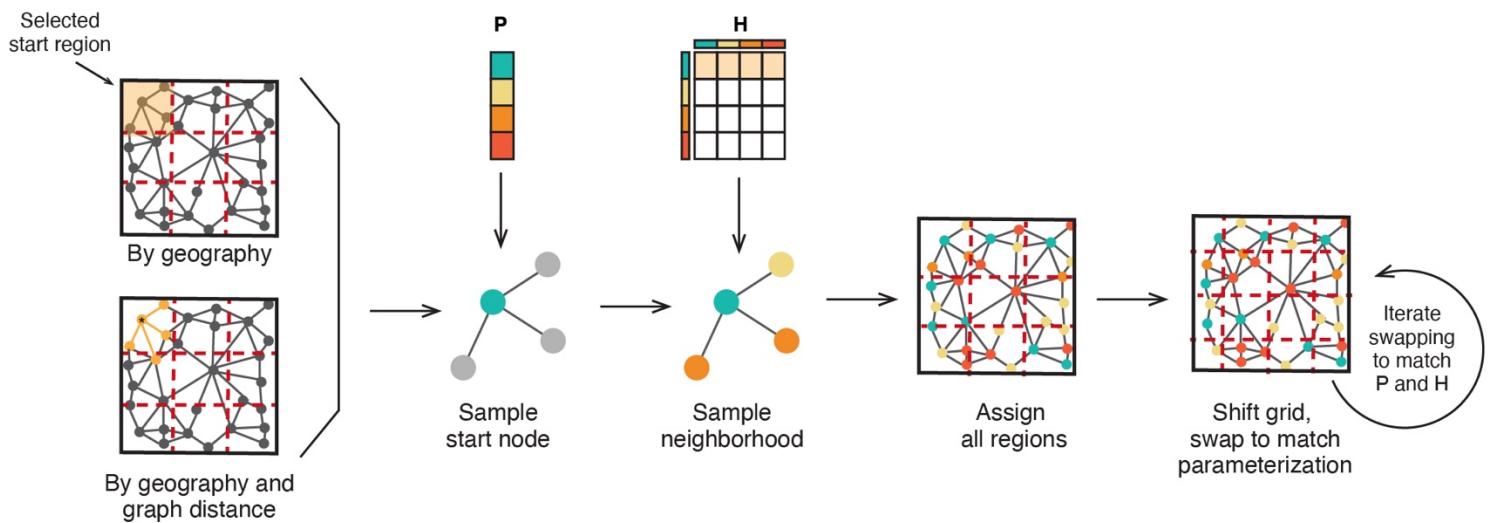 Selected
start region
By geography
By geography and
graph distance
P
Sample
start node
H
Sample
neighborhood
Assign
all regions
Shift grid,
swap to match
parameterization
Iterate
swapping
to match
P and H